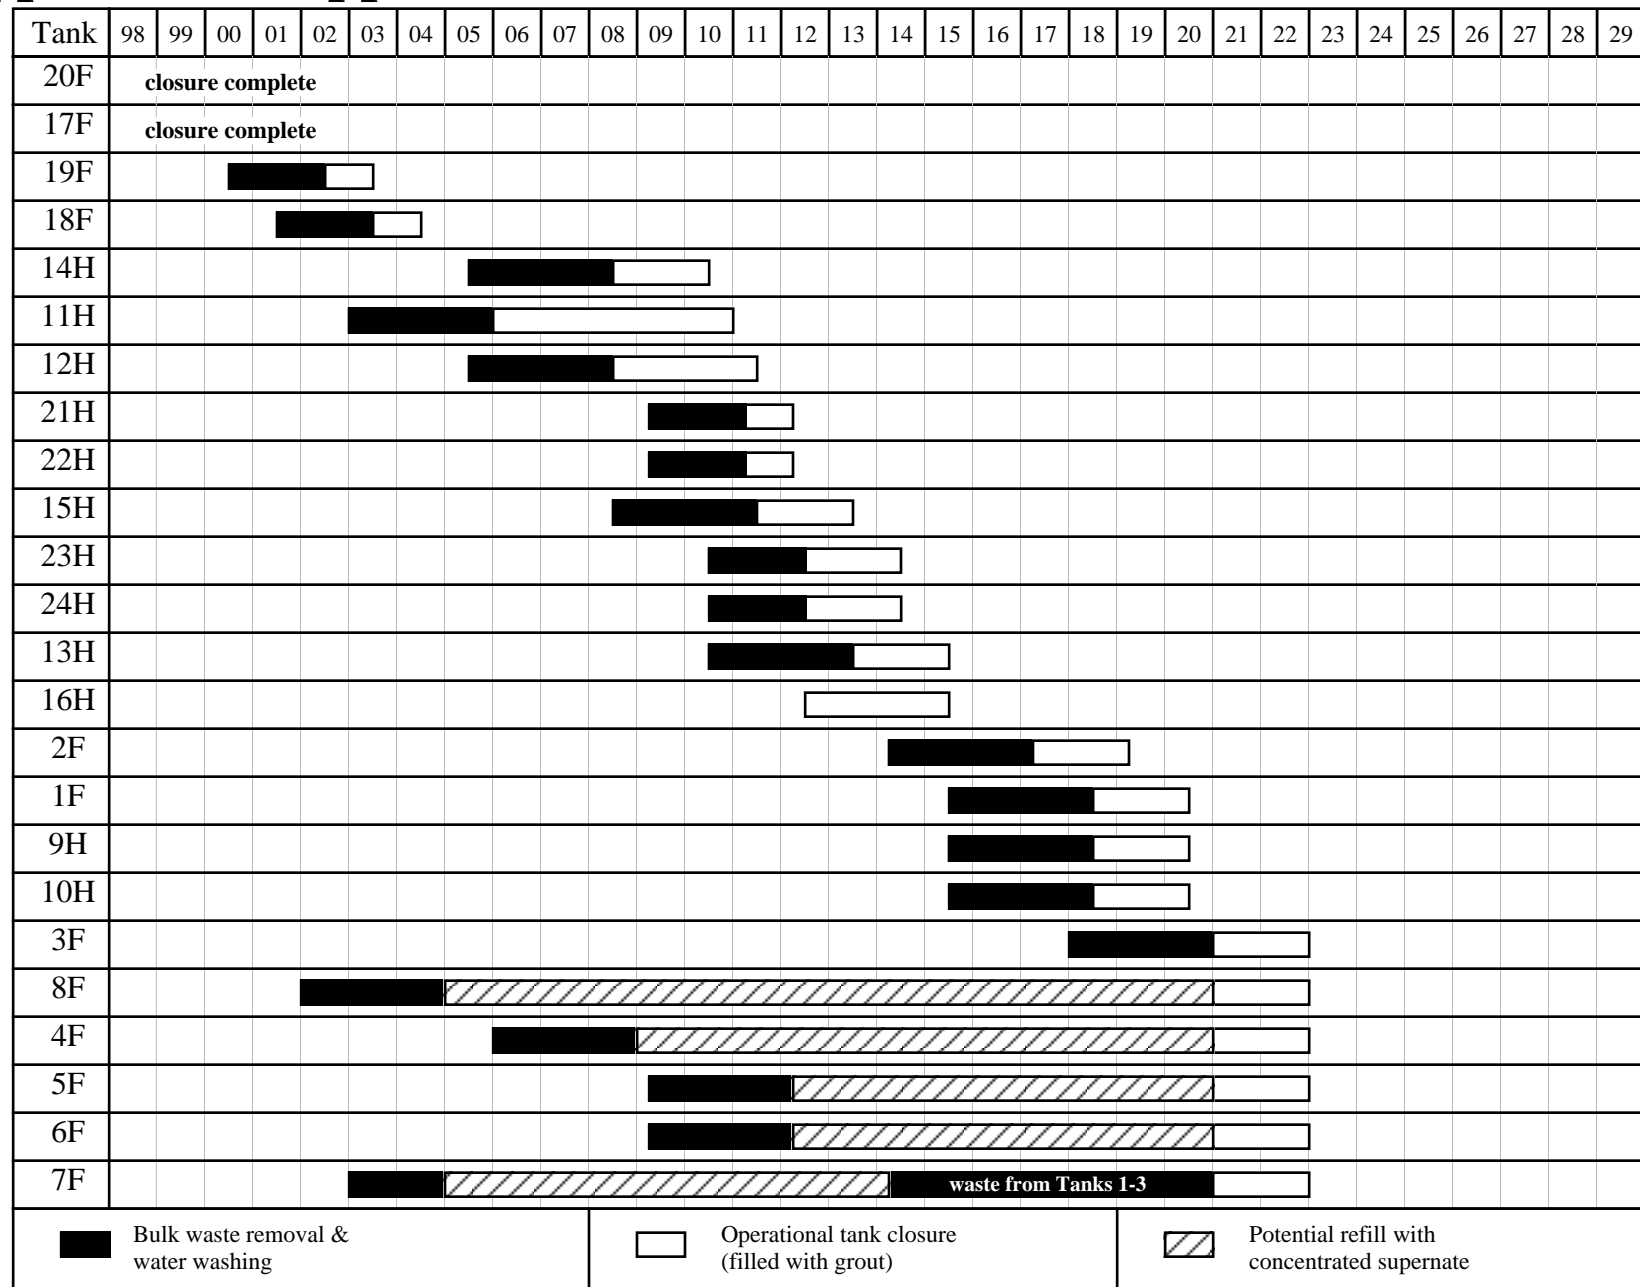 Tank 98 99 00 01 02 03 04 05 06 07 08 09 10 11 12 13 14 15 16 17 18 19 20 21 22 23 24 25 26 27 28 29
20F closure complete
17F closure complete
19F
18F
14H
11H
12H
21H
22H
15H
23H
24H
13H
16H
2F
1F
9H
10H
3F
8F
4F
5F
6F
7F waste from Tanks 1-3
Bulk waste removal &
water washing
Operational tank closure
(filled with grout)
Potential refill with
concentrated supernate